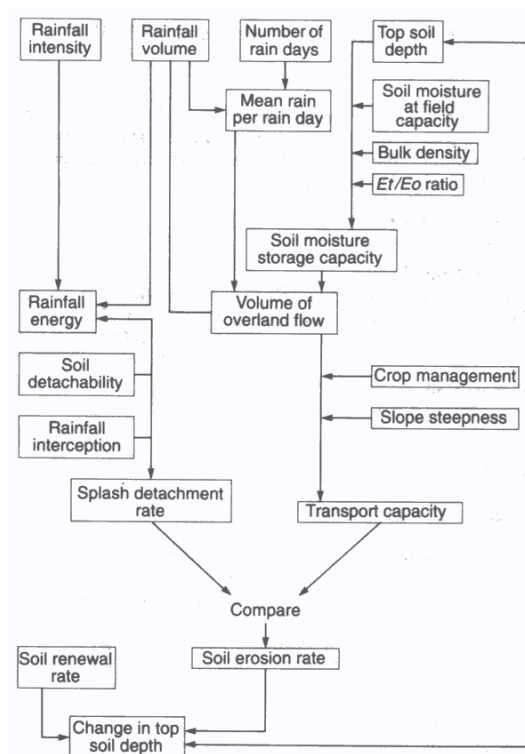 Rainfall
intensity
Rainfall
volume
Number of
rain days
Top soil
depth
Mean rain
per rain day
Soil moisture
at field
capacity
Bulk density
Et/Eo ratio
Soil moisture
storage capacity
Rainfall
energy
Volume of
overland flow
Soil
detachability
Crop management
Rainfall
interception
Slope steepness
Splash detachment
rate
Transport capacity
Compare
Soil renewal
rate
Soil erosion rate
Change in top
soil depth